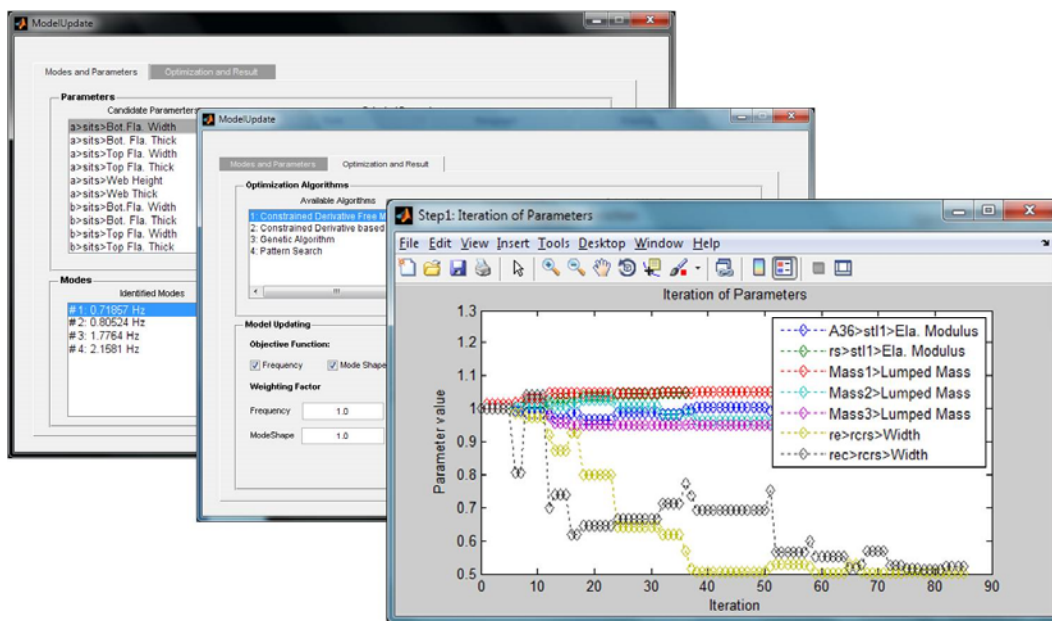 ModelUpdate
Modes and Parameters
Optimization and Result
Parameters
Candidate Paramerters
a>sits>Bot.Fla. Width
a>sits>Bot. Fla. Thick
a>sits>Top Fla. Width
a>sits>Top Fla. Thick
a>sits>Web Height
a>sits>Web Thick
b>sits>Bot.Fla. Width
b>sits>Bot. Fla. Thick
b>sits>Top Fla. Width
b>sits>Top Fla. Thick
Modes
Identified Modes
# 1: 0.71857 Hz
# 2: 0.80524 Hz
# 3: 1.7764 Hz
# 4: 2.1581 Hz
ModelUpdate
Modes and Parameters
Optimization and Result
Optimization Algorithms
Available Algorithms
1: Constrained Derivative Free M
2: Constrained Derivative based
3: Genetic Algorithm
4: Pattern Search
Model Updating
Objective Function:
Frequency
Mode Shape
Weighting Factor
Frequency
1.0
ModeShape
1.0
Step1: Iteration of Parameters
File Edit View Insert Tools Desktop Window Help
Iteration of Parameters
1.3
1.2
1.1
1
0.9
0.8
0.7
0.6
0.5
Parameter value
A36>stl1>Ela. Modulus
rs>stl1>Ela. Modulus
Mass1>Lumped Mass
Mass2>Lumped Mass
Mass3>Lumped Mass
re>rcrs>Width
rec>rcrs>Width
0 10 20 30 40 50 60 70 80 90
Iteration